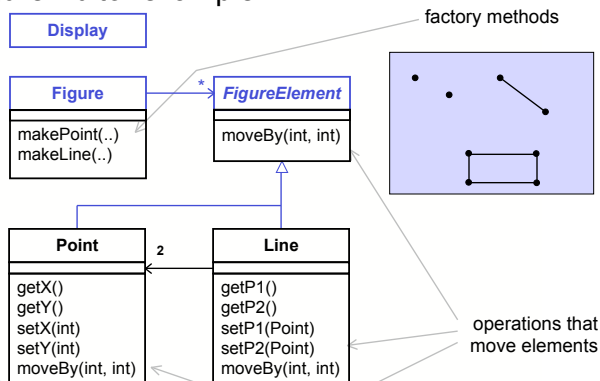 factory methods
Display
Figure
*
FigureElement
makePoint(..)
makeLine(..)
moveBy(int, int)
Point
2
Line
getX()
getY()
setX(int)
setY(int)
moveBy(int, int)
getP1()
getP2()
setP1(Point)
setP2(Point)
moveBy(int, int)
operations that
move elements